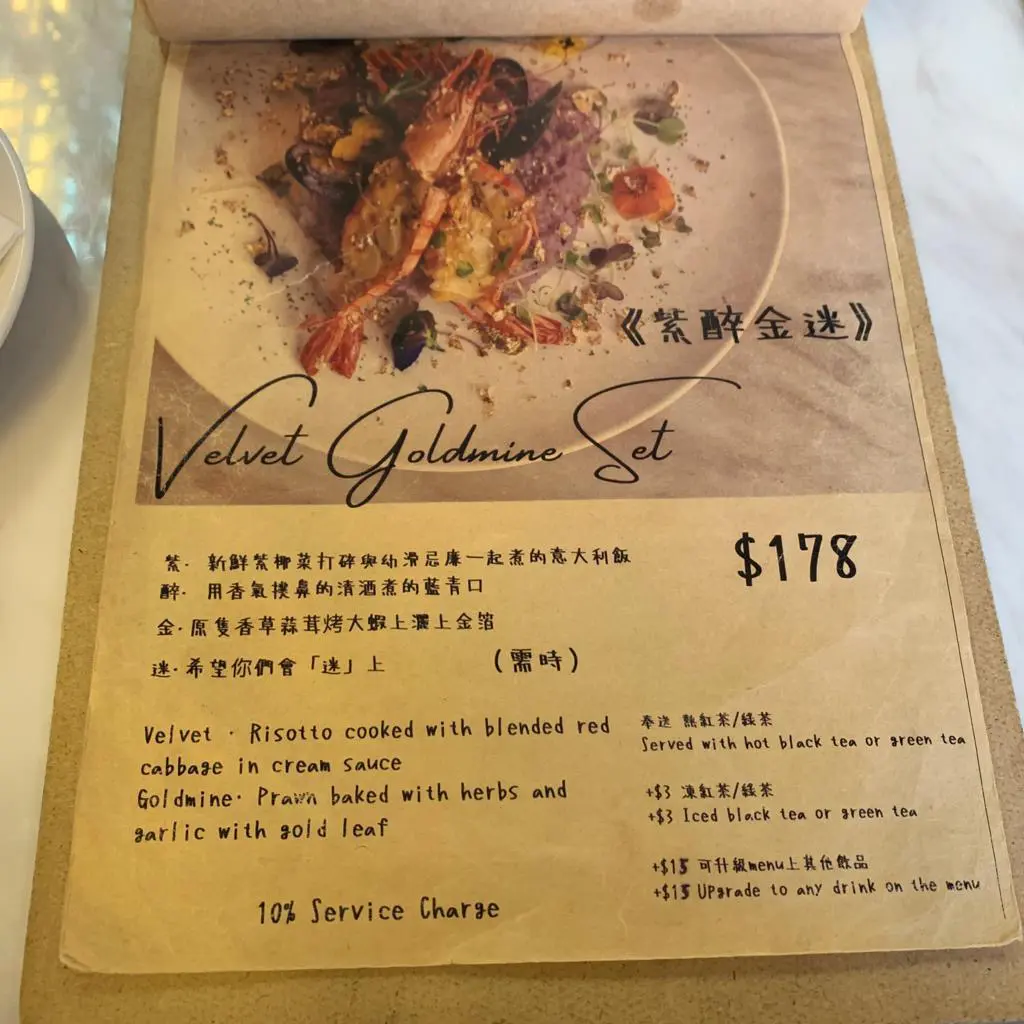 《紫醉金迷》
Velvet Goldmine Set
$178
紫· 新鮮紫椰菜打碎與幼滑忌廉一起煮的意大利飯
醉· 用香氣撲鼻的清酒煮的藍青口
金·原隻香草蒜茸烤大蝦上灑上金箔
迷·希望你們會「迷」上 (需時)
Velvet · Risotto cooked with blended red
cabbage in cream sauce
Goldmine· Prawn baked with herbs and
garlic with gold leaf
奉送 熱紅茶/綠茶
Served with hot black tea or green tea
+$3 凍紅茶/綠茶
+$3 Iced black tea or green tea
+$15 可升級menu上其他飲品
+$15 UPgrade to any drink on the menu
10% Service Charge